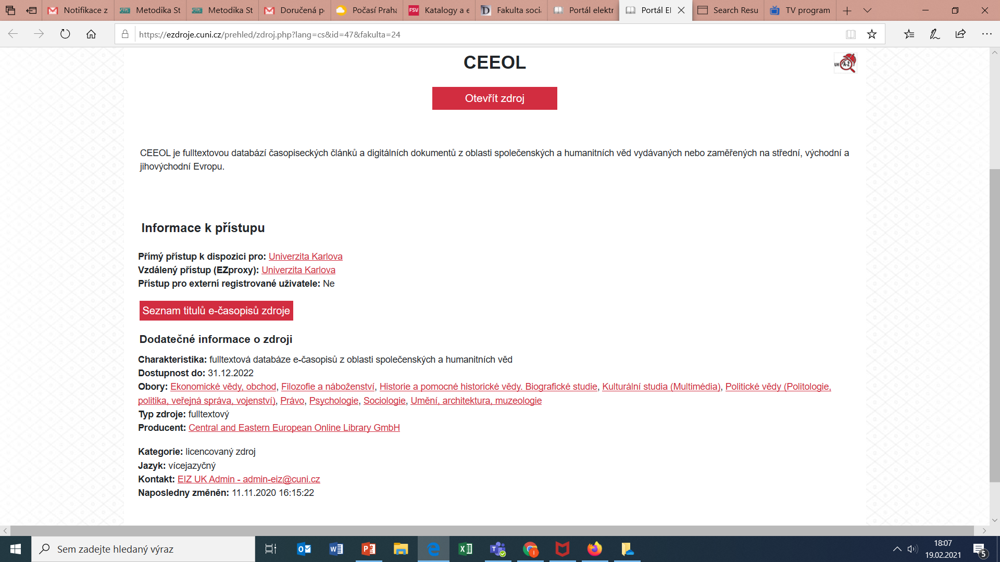 Notifikace z
Metodika St
Metodika St
Doručená p
Počasí Praha
FSV Katalogy a e
D Fakulta soci
Portál elektr
Portál El
Search Resu
TV program
https://ezdroje.cuni.cz/prehled/zdroj.php?lang=cs&id=47&fakulta=24
CEEOL
UK A-Z
Otevřít zdroj
CEEOL je fulltextovou databází časopiseckých článků a digitálních dokumentů z oblasti společenských a humanitních věd vydávaných nebo zaměřených na střední, východní a
jihovýchodní Evropu.
Informace k přístupu
Přímý přístup k dispozici pro: Univerzita Karlova
Vzdálený přístup (EZproxy): Univerzita Karlova
Přístup pro externí registrované uživatele: Ne
Seznam titulů e-časopisů zdroje
Dodatečné informace o zdroji
Charakteristika: fulltextová databáze e-časopisů z oblasti společenských a humanitních věd
Dostupnost do: 31.12.2022
Obory: Ekonomické vědy, obchod, Filozofie a náboženství, Historie a pomocné historické vědy. Biografické studie, Kulturální studia (Multimédia), Politické vědy (Politologie,
politika, veřejná správa, vojenství), Právo, Psychologie, Sociologie, Umění, architektura, muzeologie
Typ zdroje: fulltextový
Producent: Central and Eastern European Online Library GmbH
Kategorie: licencovaný zdroj
Jazyk: vícejazyčný
Kontakt: EIZ UK Admin - admin-eiz@cuni.cz
Naposledny změněn: 11.11.2020 16:15:22
Sem zadejte hledaný výraz
18:07
19.02.2021
5